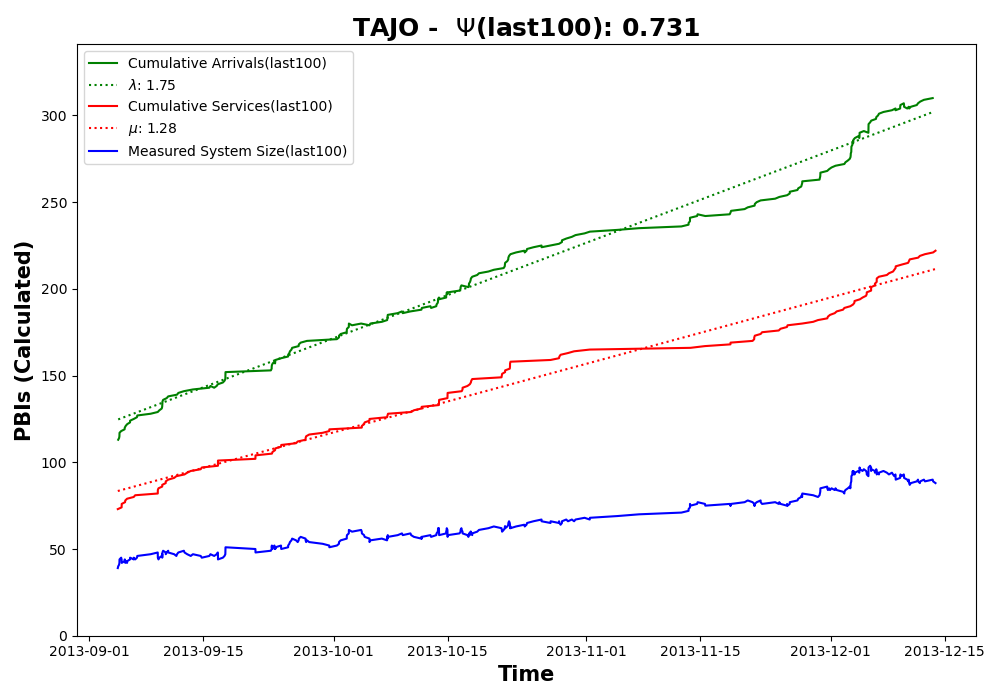 TAJO - Ψ(last100): 0.731
Cumulative Arrivals(last100)
λ: 1.75
Cumulative Services(last100)
μ: 1.28
Measured System Size(last100)
PBIs (Calculated)
300
250
200
150
100
50
0
2013-09-01 2013-09-15 2013-10-01 2013-10-15 2013-11-01 2013-11-15 2013-12-01 2013-12-15
Time